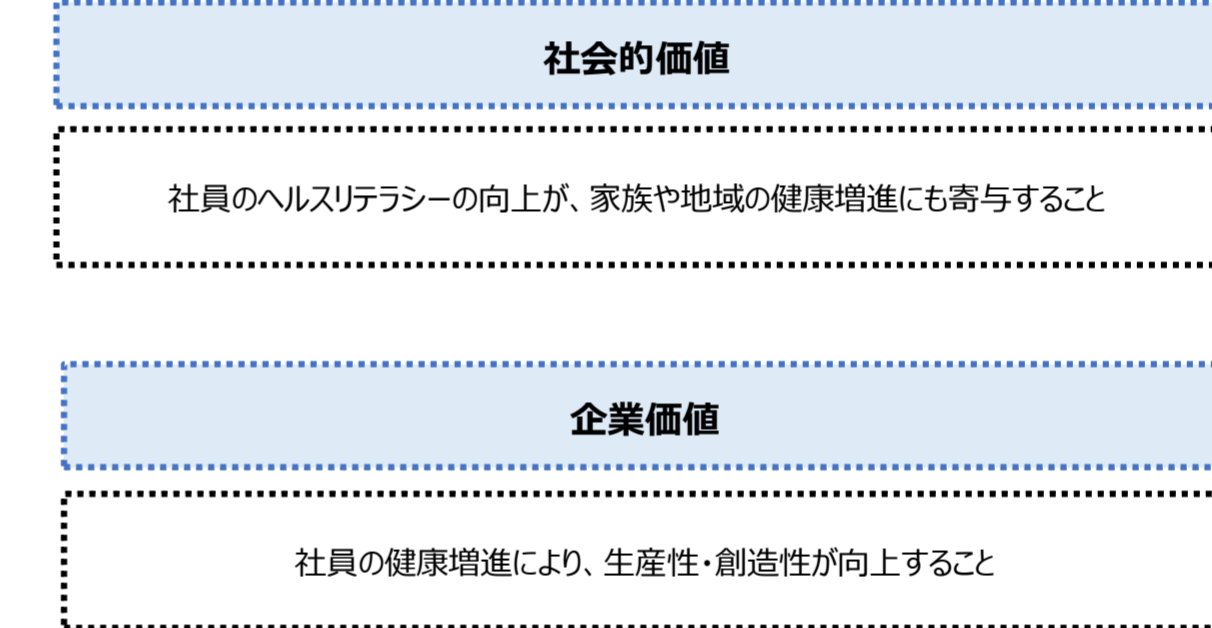 社会的価値
社員のヘルスリテラシーの向上が、家族や地域の健康増進にも寄与すること
企業価値
社員の健康増進により、生産性・創造性が向上すること